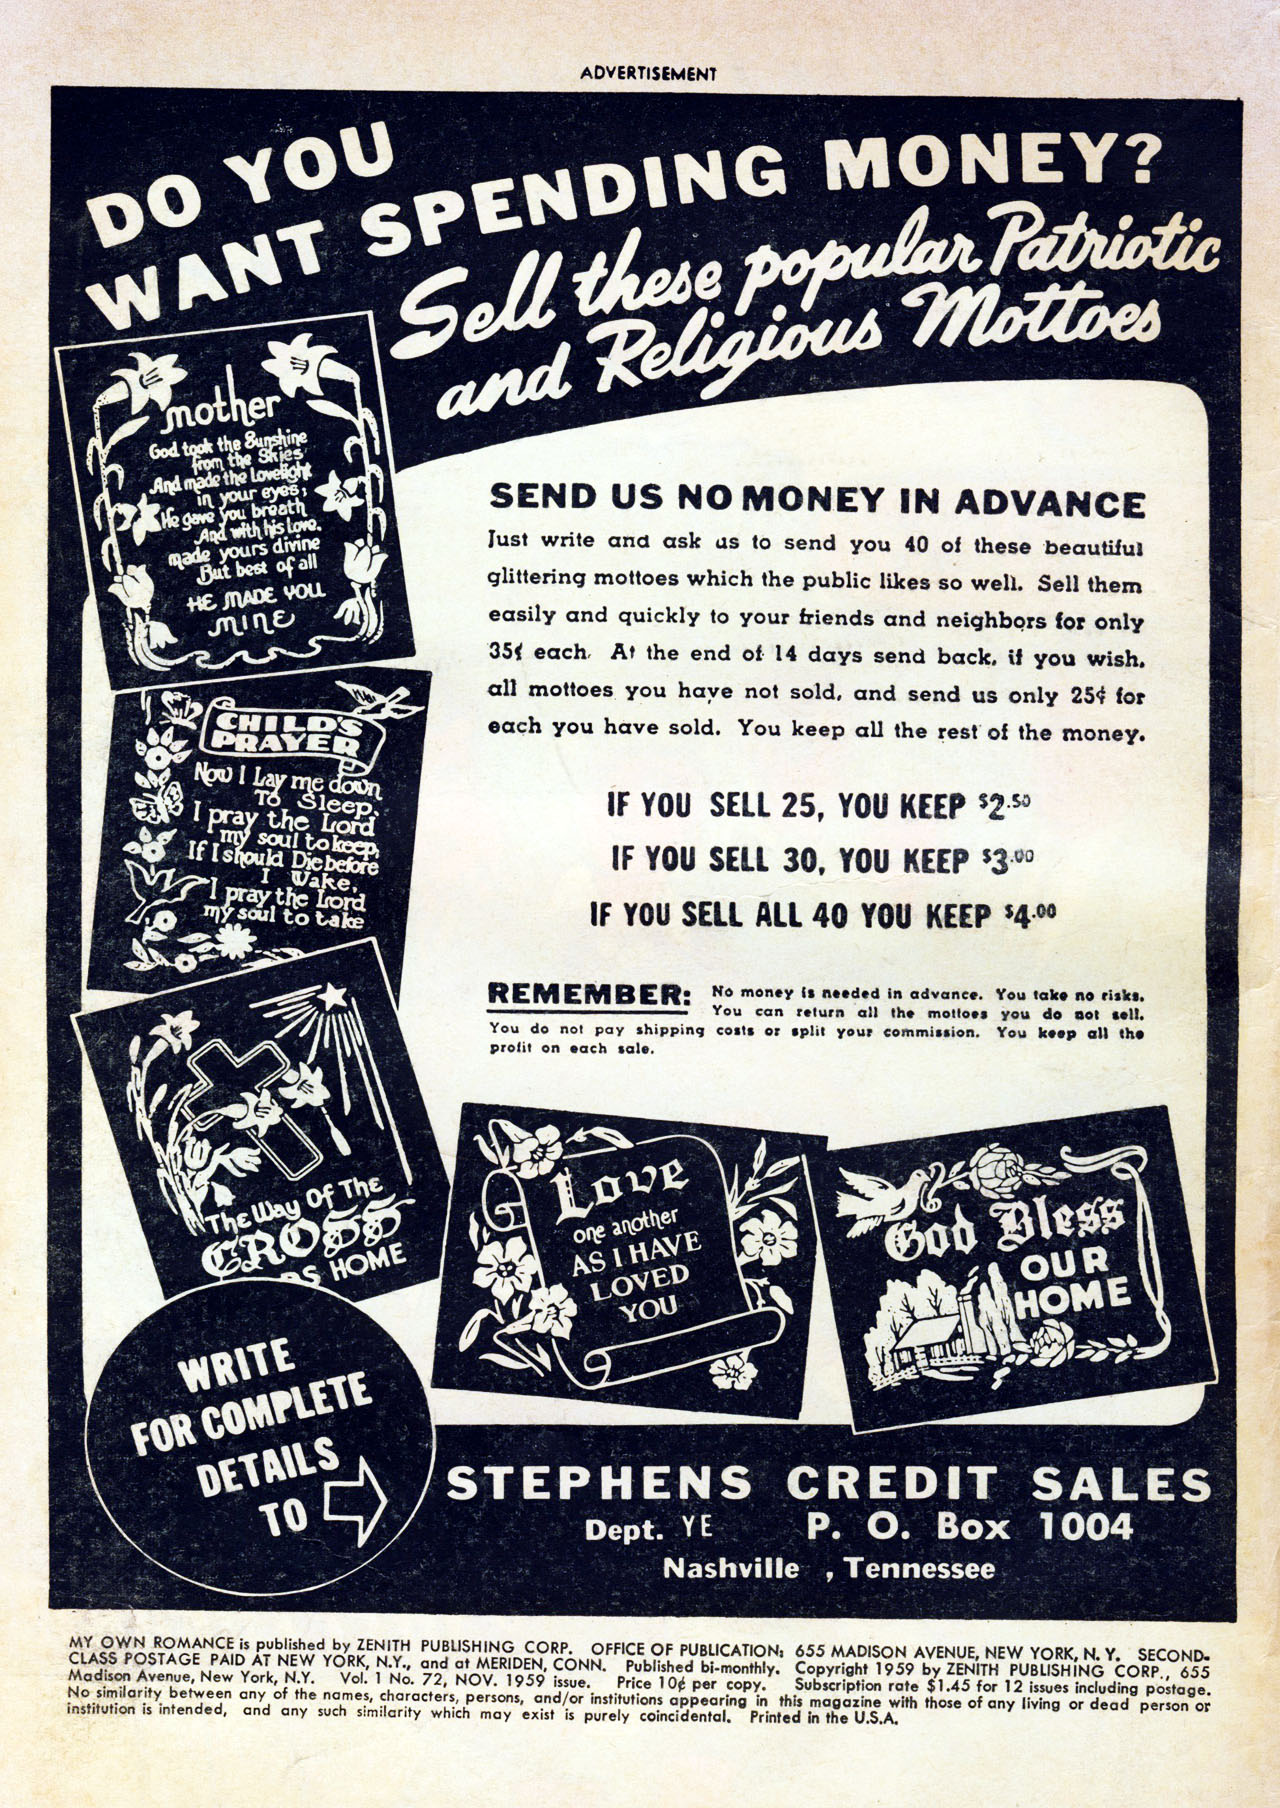 ADVERTISEMENT
DO YOU
WANT SPENDING MONEY?
Sell these popular Patriotic
and Religious Mottoes
mother
God took the Sunshine
from the Skies
And made the Lovelight
in your eyes;
He gave you breath
And with his Love.
made yours divine
But best of all
HE MADE YOU
MINE
CHILD'S
PRAYER
Now I Lay me down
To Sleep,
I pray the Lord
my soul to keep,
If I should Die before
I Wake,
I pray the Lord
my soul to take
The Way Of The
CROSS
HOME
SEND US NO MONEY IN ADVANCE
Just write and ask us to send you 40 of these beautiful
glittering mottoes which the public likes so well. Sell them
easily and quickly to your friends and neighbors for only
35¢ each. At the end of 14 days send back, if you wish,
all mottoes you have not sold, and send us only 25¢ for
each you have sold. You keep all the rest of the money.
IF YOU SELL 25, YOU KEEP $2.50
IF YOU SELL 30, YOU KEEP $3.00
IF YOU SELL ALL 40 YOU KEEP $4.00
REMEMBER: No money is needed in advance. You take no risks.
You can return all the mottoes you do not sell.
You do not pay shipping costs or split your commission. You keep all the
profit on each sale.
Love
one another
AS I HAVE
LOVED
YOU
God Bless
OUR
HOME
WRITE
FOR COMPLETE
DETAILS
TO
STEPHENS CREDIT SALES
Dept. YE P. O. Box 1004
Nashville , Tennessee
MY OWN ROMANCE is published by ZENITH PUBLISHING CORP. OFFICE OF PUBLICATION: 655 MADISON AVENUE, NEW YORK, N. Y. SECOND-
CLASS POSTAGE PAID AT NEW YORK, N.Y., and at MERIDEN, CONN. Published bi-monthly. Copyright 1959 by ZENITH PUBLISHING CORP., 655
Madison Avenue, New York, N.Y. Vol. 1 No. 72, NOV. 1959 issue. Price 10¢ per copy. Subscription rate $1.45 for 12 issues including postage.
No similarity between any of the names, characters, persons, and/or institutions appearing in this magazine with those of any living or dead person or
institution is intended, and any such similarity which may exist is purely coincidental. Printed in the U.S.A.